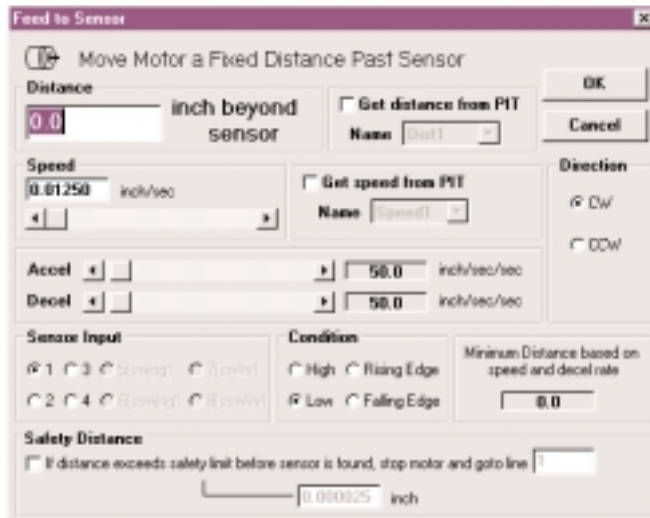 Feed to Sensor
Move Motor a Fixed Distance Past Sensor
Distance
0.0
inch beyond
sensor
Get distance from PIT
Name Dist1
OK
Cancel
Speed
0.01250 inch/sec
Get speed from PIT
Name Speed1
Direction
CW
CCW
Accel 50.0 inch/sec/sec
Decel 50.0 inch/sec/sec
Sensor Input
1 3
2 4
Condition
High Rising Edge
Low Falling Edge
Minimum Distance based on
speed and decel rate
0.0
Safety Distance
If distance exceeds safety limit before sensor is found, stop motor and goto line 1
0.000025 inch